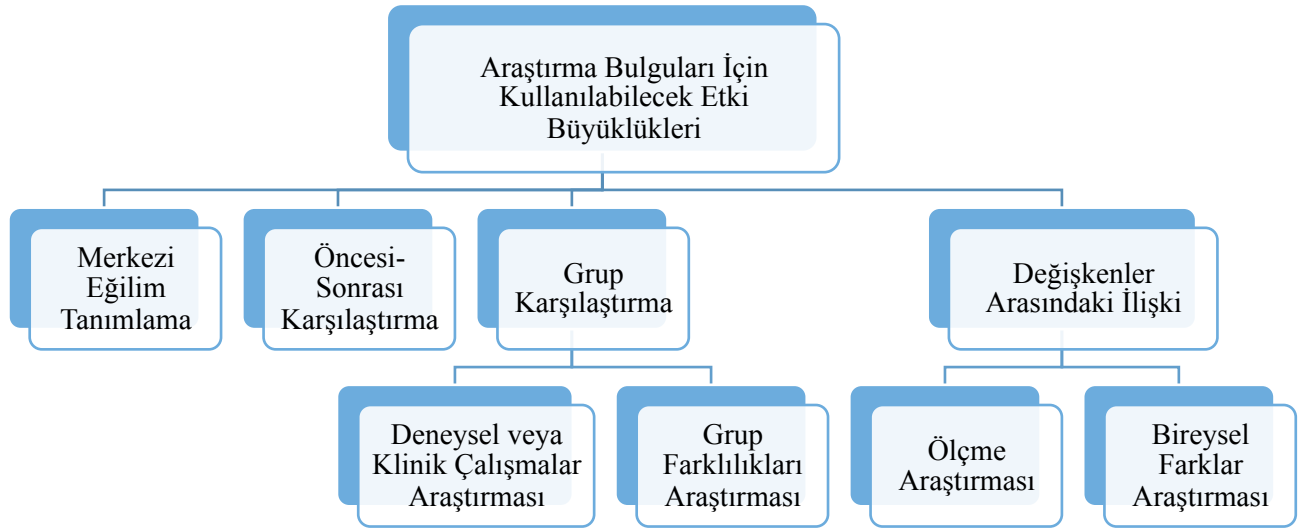 Araştırma Bulguları İçin
Kullanılabilecek Etki
Büyüklükleri
Merkezi
Eğilim
Tanımlama
Öncesi-
Sonrası
Karşılaştırma
Grup
Karşılaştırma
Değişkenler
Arasındaki İlişki
Deneysel veya
Klinik Çalışmalar
Araştırması
Grup
Farklılıkları
Araştırması
Ölçme
Araştırması
Bireysel
Farklar
Araştırması